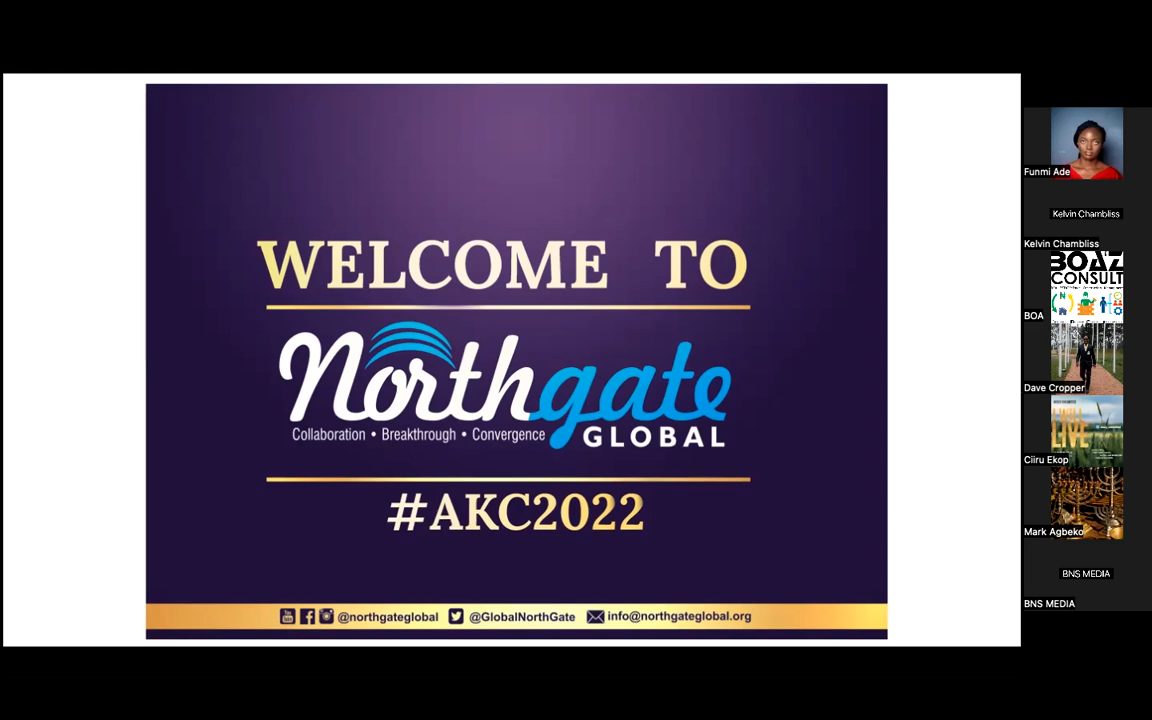 WELCOME TO
Northgate
GLOBAL
Collaboration • Breakthrough • Convergence
#AKC2022
@northgateglobal @GlobalNorthGate info@northgateglobal.org
Funmi Ade
Kelvin Chambliss
Kelvin Chambliss
BOAZ
CONSULT
BOA
Dave Cropper
LIVE
Ciiru Ekop
Mark Agbeko
BNS MEDIA
BNS MEDIA